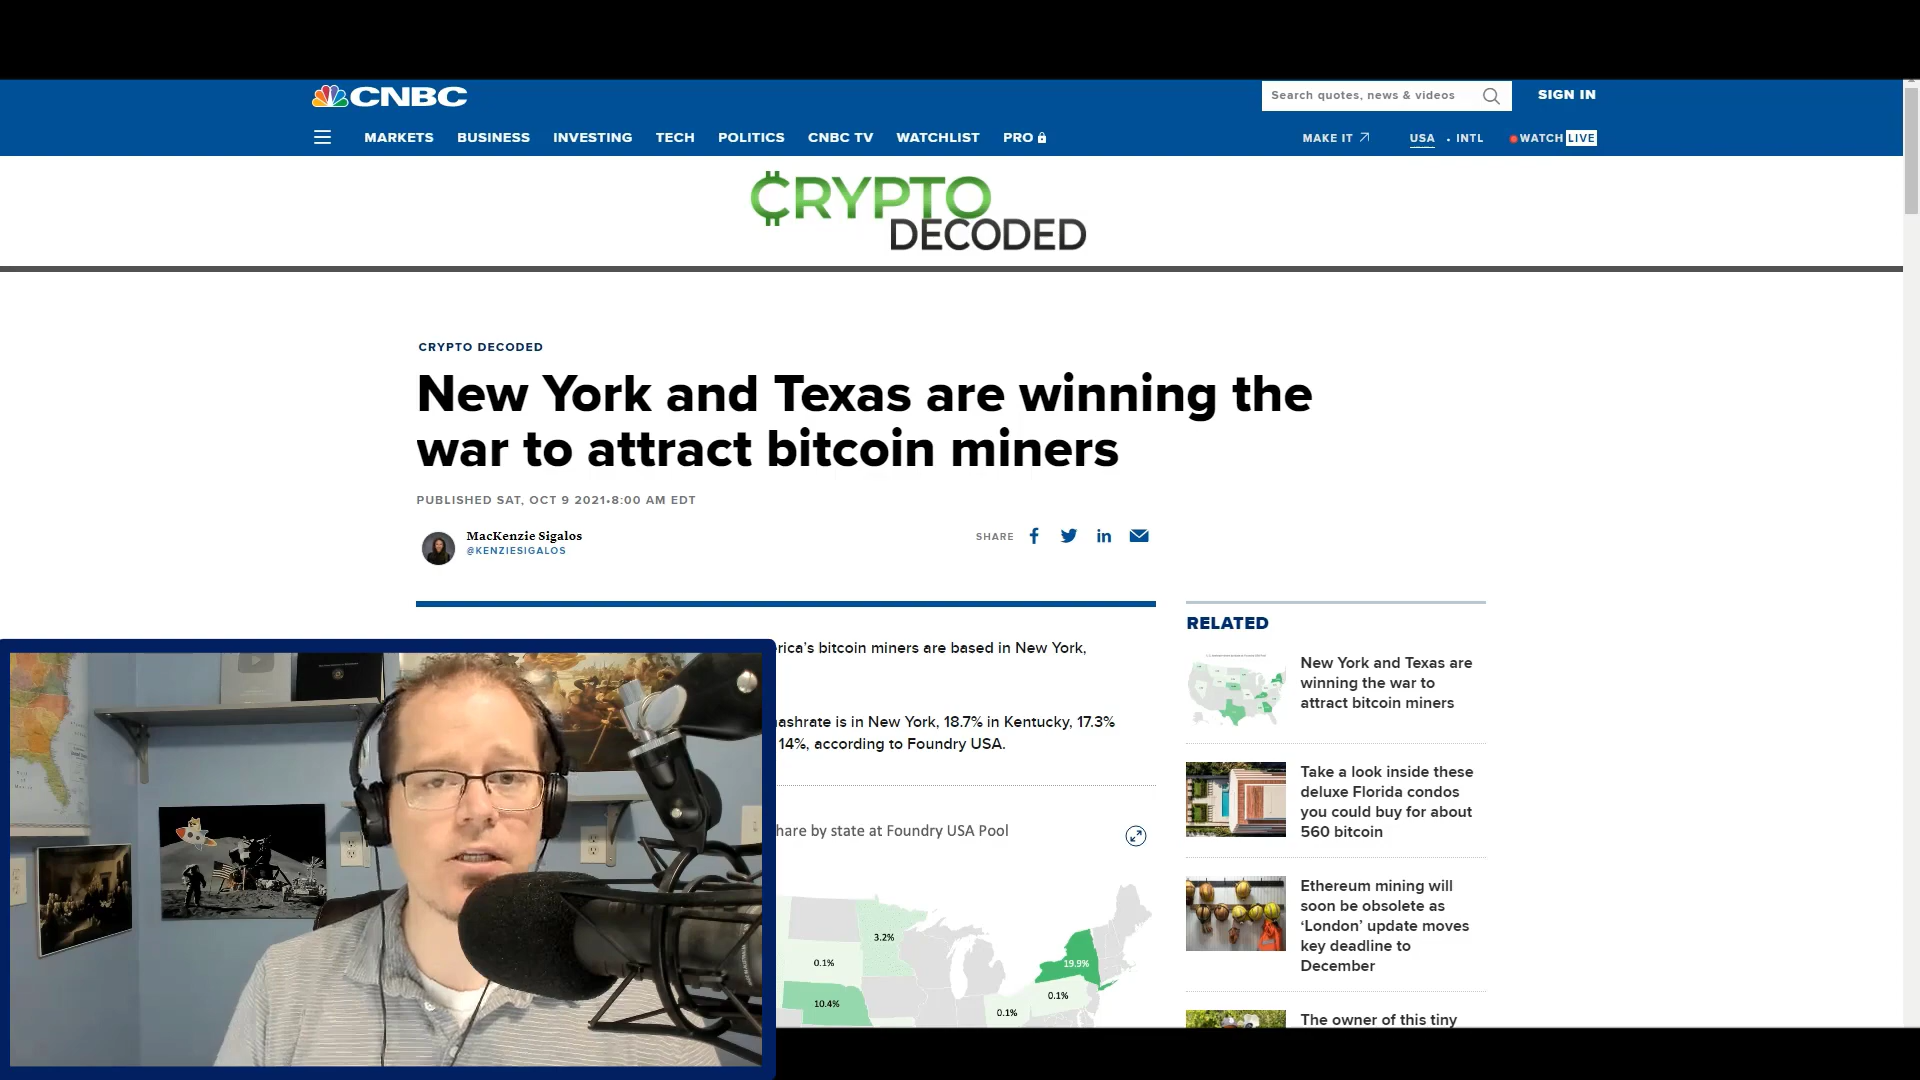 CNBC
Search quotes, news & videos
SIGN IN
MARKETS BUSINESS INVESTING TECH POLITICS CNBC TV WATCHLIST PRO
MAKE IT USA • INTL WATCH LIVE
CRYPTO
DECODED
CRYPTO DECODED
New York and Texas are winning the
war to attract bitcoin miners
PUBLISHED SAT, OCT 9 2021•8:00 AM EDT
MacKenzie Sigalos
@KENZIESIGALOS
SHARE
rica’s bitcoin miners are based in New York,
ashrate is in New York, 18.7% in Kentucky, 17.3%
14%, according to Foundry USA.
hare by state at Foundry USA Pool
3.2%
0.1%
19.9%
10.4%
0.1%
0.1%
RELATED
New York and Texas are
winning the war to
attract bitcoin miners
Take a look inside these
deluxe Florida condos
you could buy for about
560 bitcoin
Ethereum mining will
soon be obsolete as
‘London’ update moves
key deadline to
December
The owner of this tiny